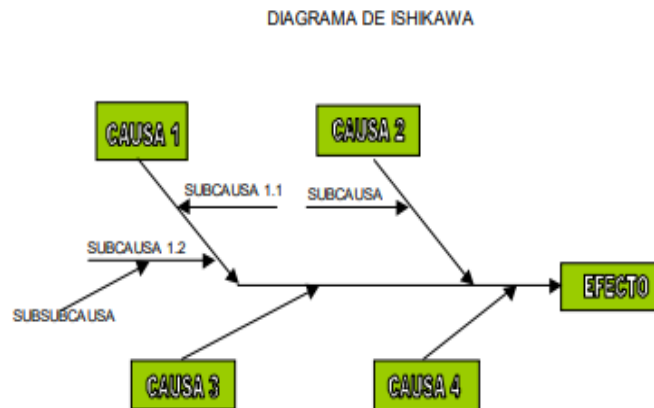 DIAGRAMA DE ISHIKAWA
CAUSA 1
CAUSA 2
SUBCAUSA 1.1
SUBCAUSA
SUBCAUSA 1.2
EFECTO
SUBSUBCAUSA
CAUSA 3
CAUSA 4